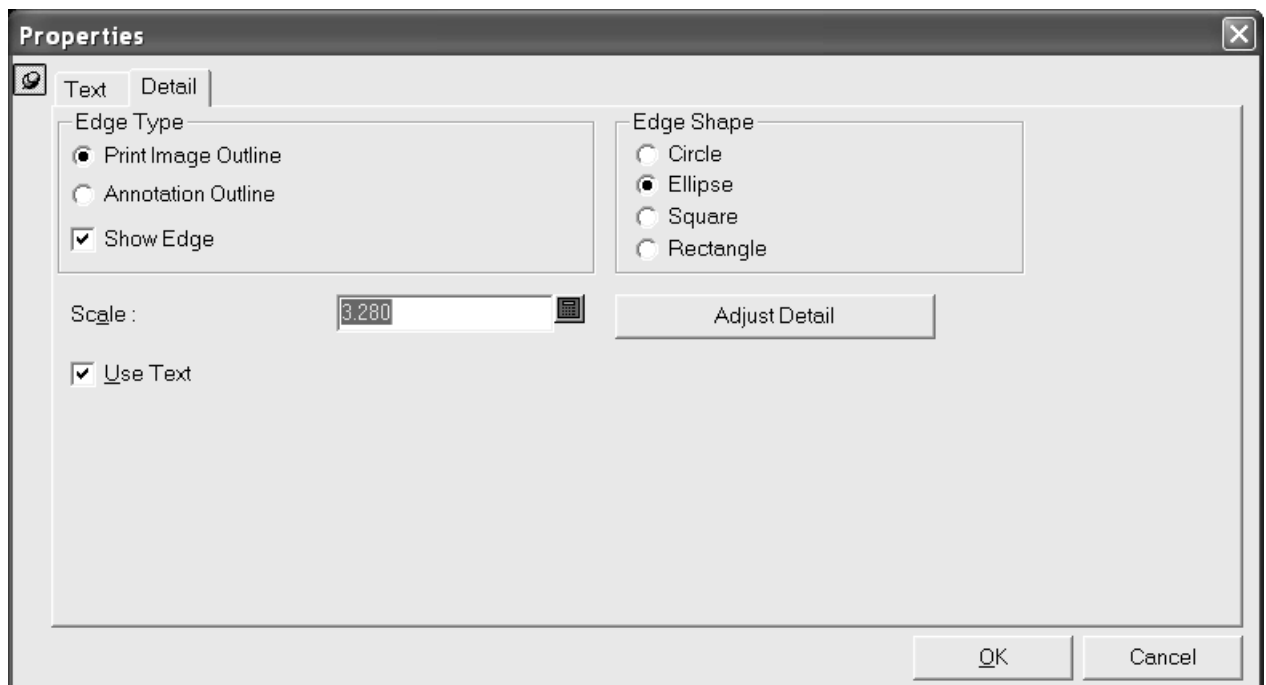 Properties
Text Detail
Edge Type
Print Image Outline
Annotation Outline
Show Edge
Edge Shape
Circle
Ellipse
Square
Rectangle
Scale : 3.280
Adjust Detail
Use Text
OK Cancel